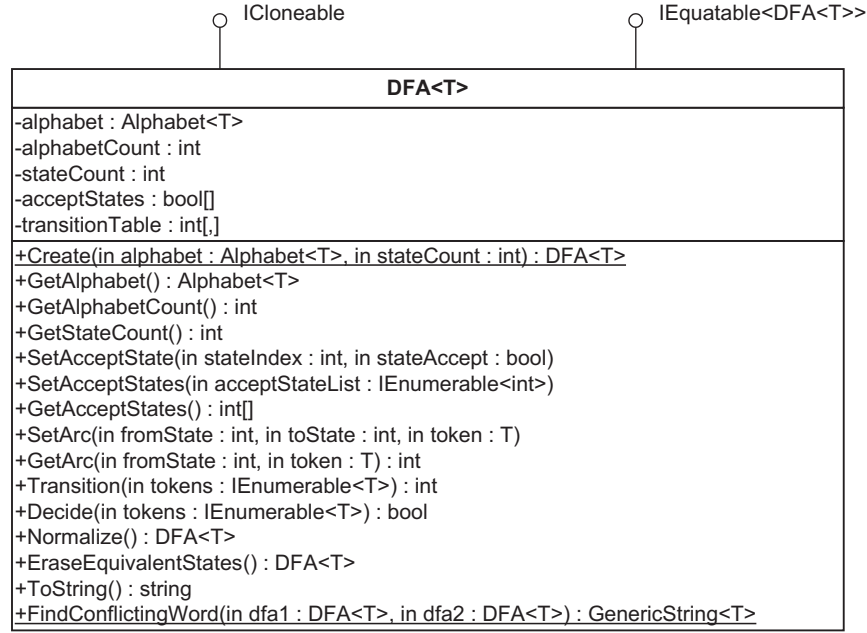 ICloneable
IEquatable<DFA<T>>
DFA<T>
-alphabet : Alphabet<T>
-alphabetCount : int
-stateCount : int
-acceptStates : bool[]
-transitionTable : int[,]
+Create(in alphabet : Alphabet<T>, in stateCount : int) : DFA<T>
+GetAlphabet() : Alphabet<T>
+GetAlphabetCount() : int
+GetStateCount() : int
+SetAcceptState(in stateIndex : int, in stateAccept : bool)
+SetAcceptStates(in acceptStateList : IEnumerable<int>)
+GetAcceptStates() : int[]
+SetArc(in fromState : int, in toState : int, in token : T)
+GetArc(in fromState : int, in token : T) : int
+Transition(in tokens : IEnumerable<T>) : int
+Decide(in tokens : IEnumerable<T>) : bool
+Normalize() : DFA<T>
+EraseEquivalentStates() : DFA<T>
+ToString() : string
+FindConflictingWord(in dfa1 : DFA<T>, in dfa2 : DFA<T>) : GenericString<T>